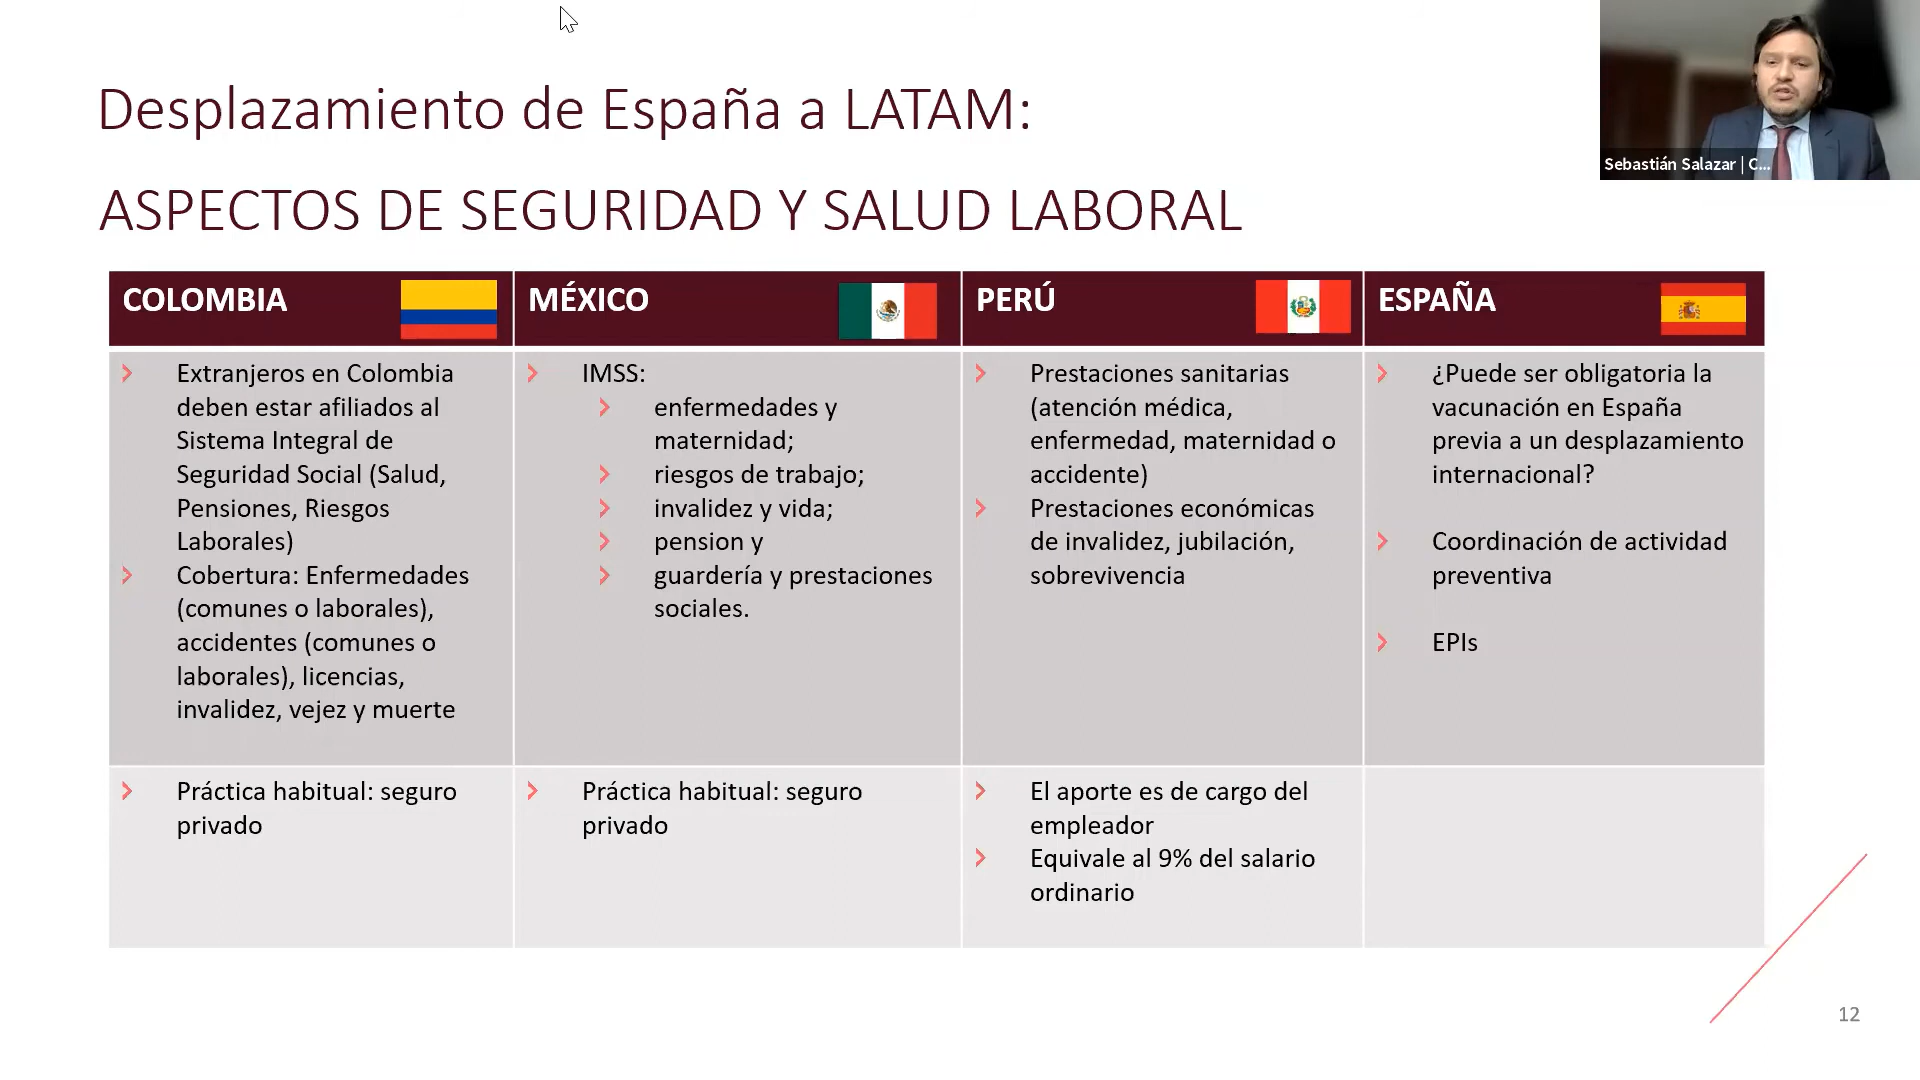 Desplazamiento de España a LATAM:
ASPECTOS DE SEGURIDAD Y SALUD LABORAL
Sebastián Salazar | C...
COLOMBIA
Extranjeros en Colombia
deben estar afiliados al
Sistema Integral de
Seguridad Social (Salud,
Pensiones, Riesgos
Laborales)
Cobertura: Enfermedades
(comunes o laborales),
accidentes (comunes o
laborales), licencias,
invalidez, vejez y muerte
Práctica habitual: seguro
privado
MÉXICO
IMSS:
enfermedades y
maternidad;
riesgos de trabajo;
invalidez y vida;
pension y
guardería y prestaciones
sociales.
Práctica habitual: seguro
privado
PERÚ
Prestaciones sanitarias
(atención médica,
enfermedad, maternidad o
accidente)
Prestaciones económicas
de invalidez, jubilación,
sobrevivencia
El aporte es de cargo del
empleador
Equivale al 9% del salario
ordinario
ESPAÑA
¿Puede ser obligatoria la
vacunación en España
previa a un desplazamiento
internacional?
Coordinación de actividad
preventiva
EPIs
12